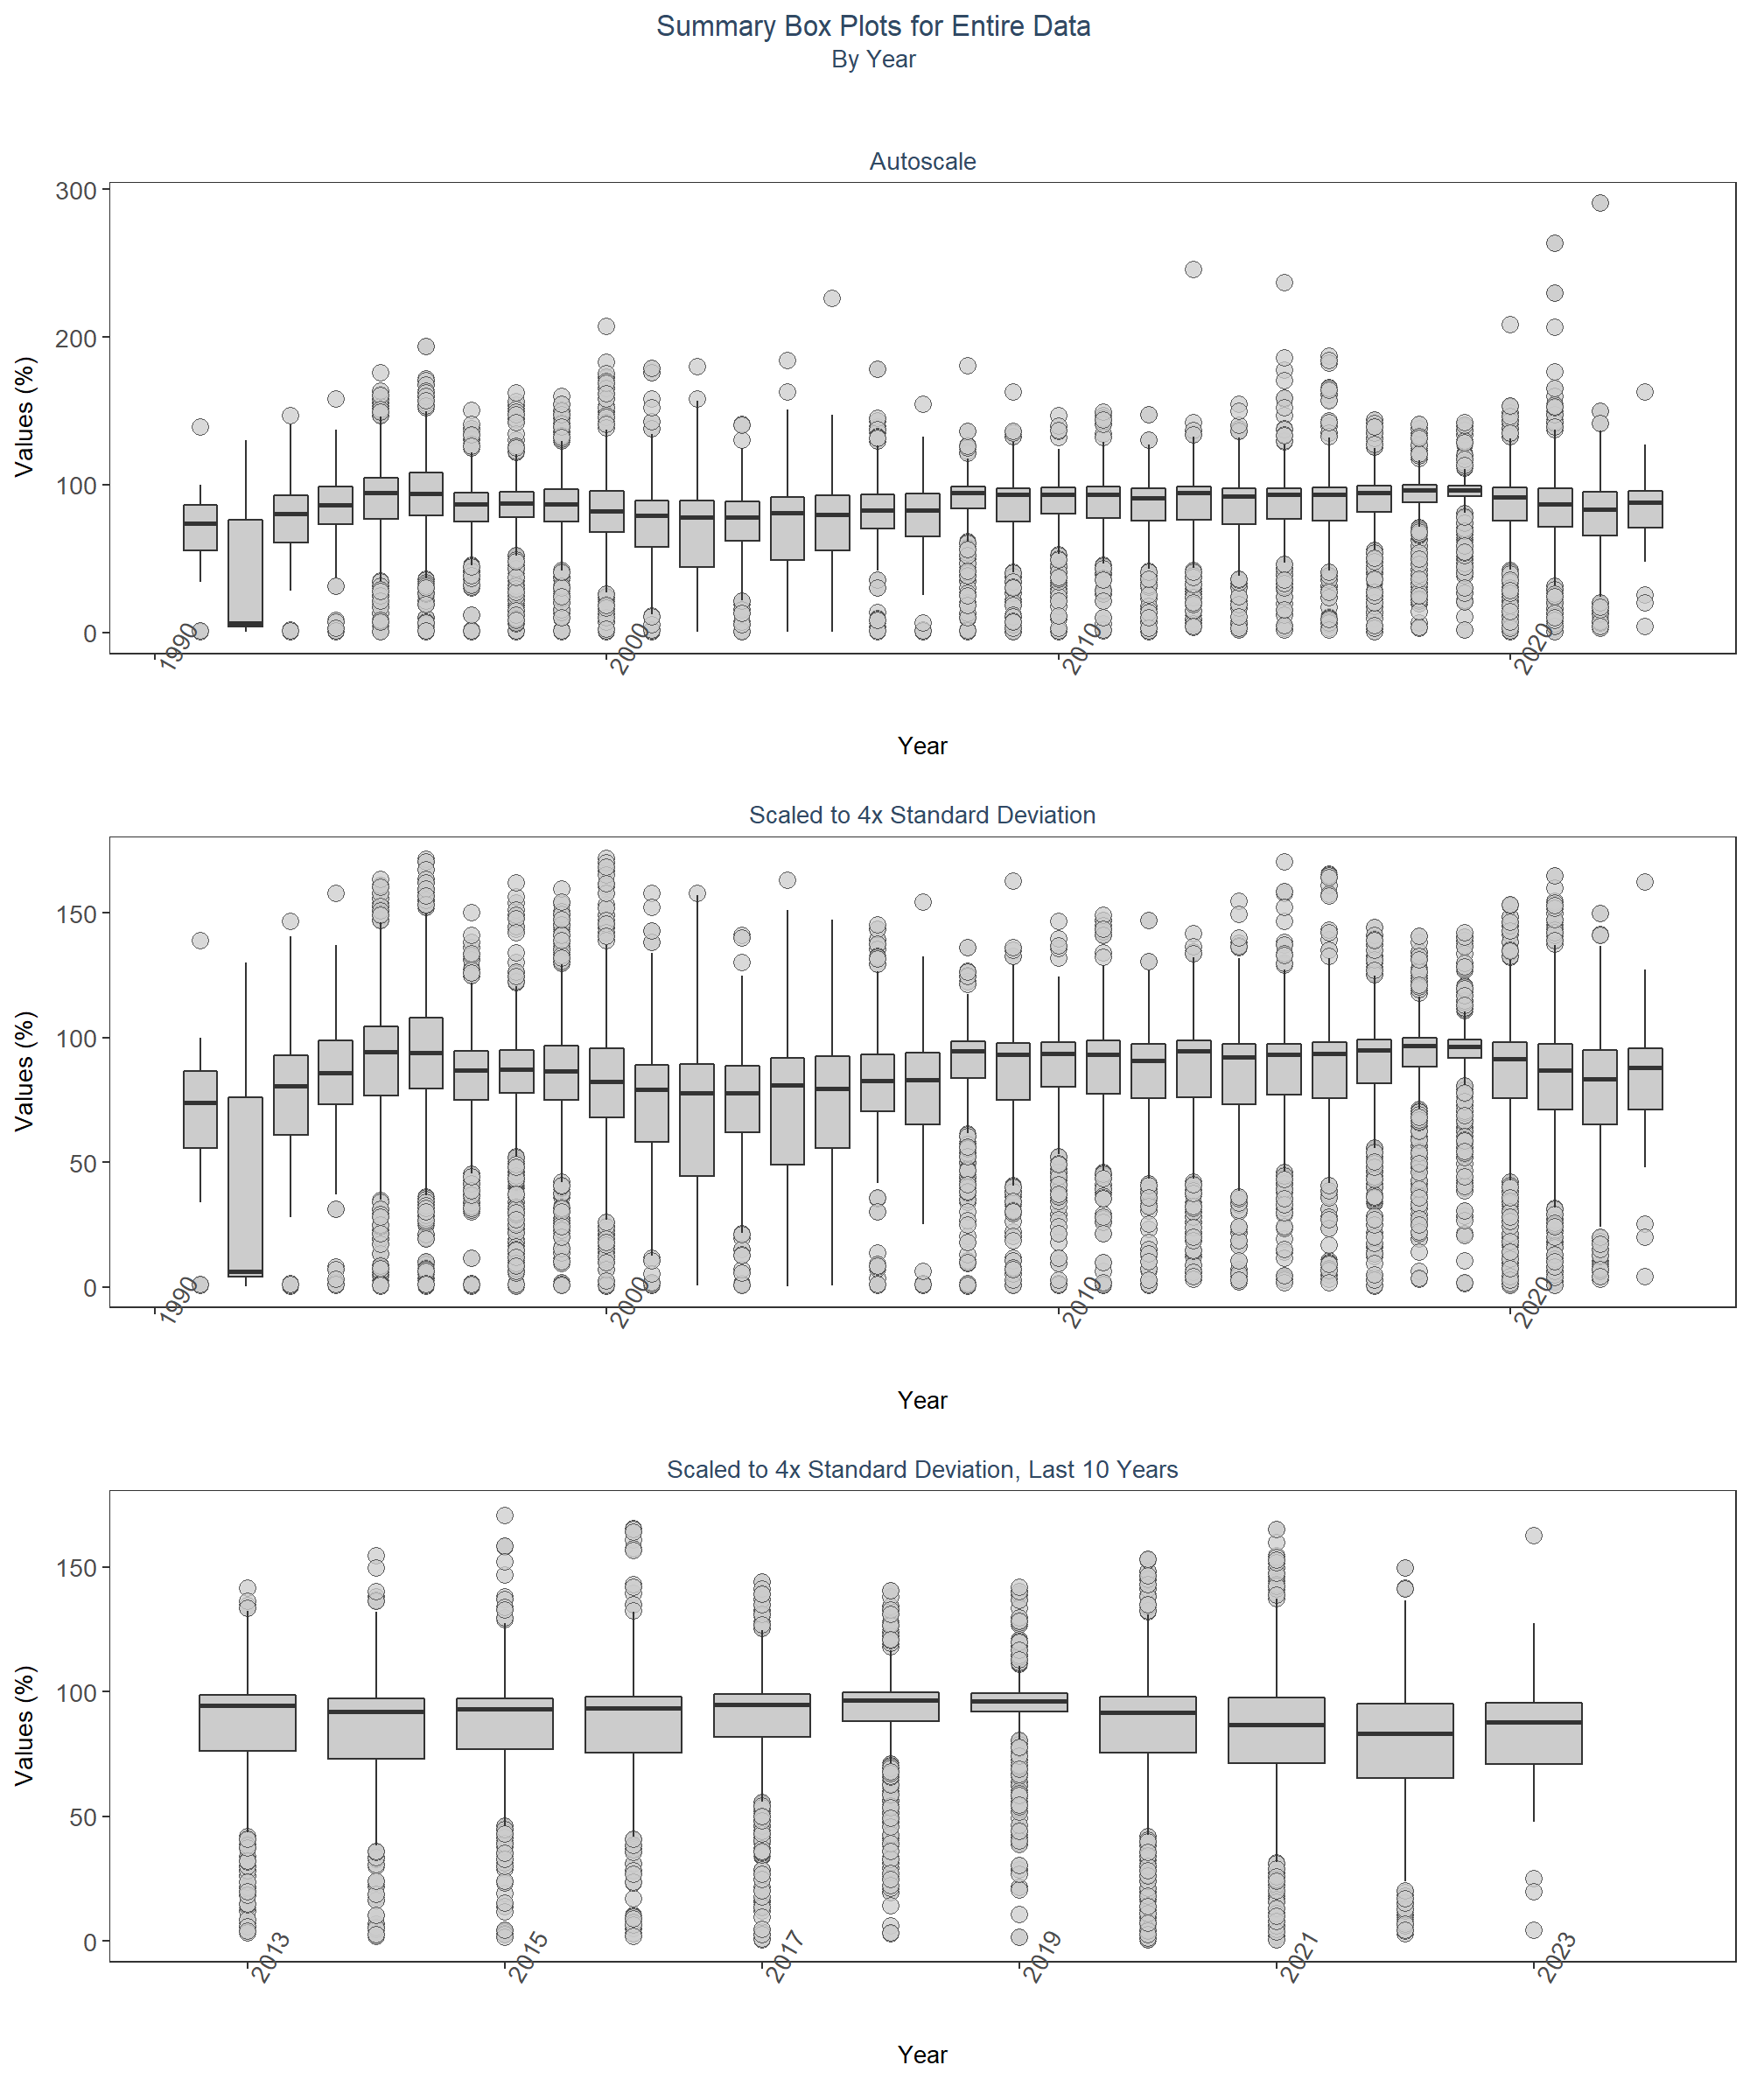 Summary Box Plots for Entire Data
By Year
Autoscale
300
200
100
0
Values (%)
1990
2000
2010
2020
Year
Scaled to 4x Standard Deviation
150
100
50
0
Values (%)
1990
2000
2010
2020
Year
Scaled to 4x Standard Deviation, Last 10 Years
150
100
50
0
Values (%)
2013
2015
2017
2019
2021
2023
Year